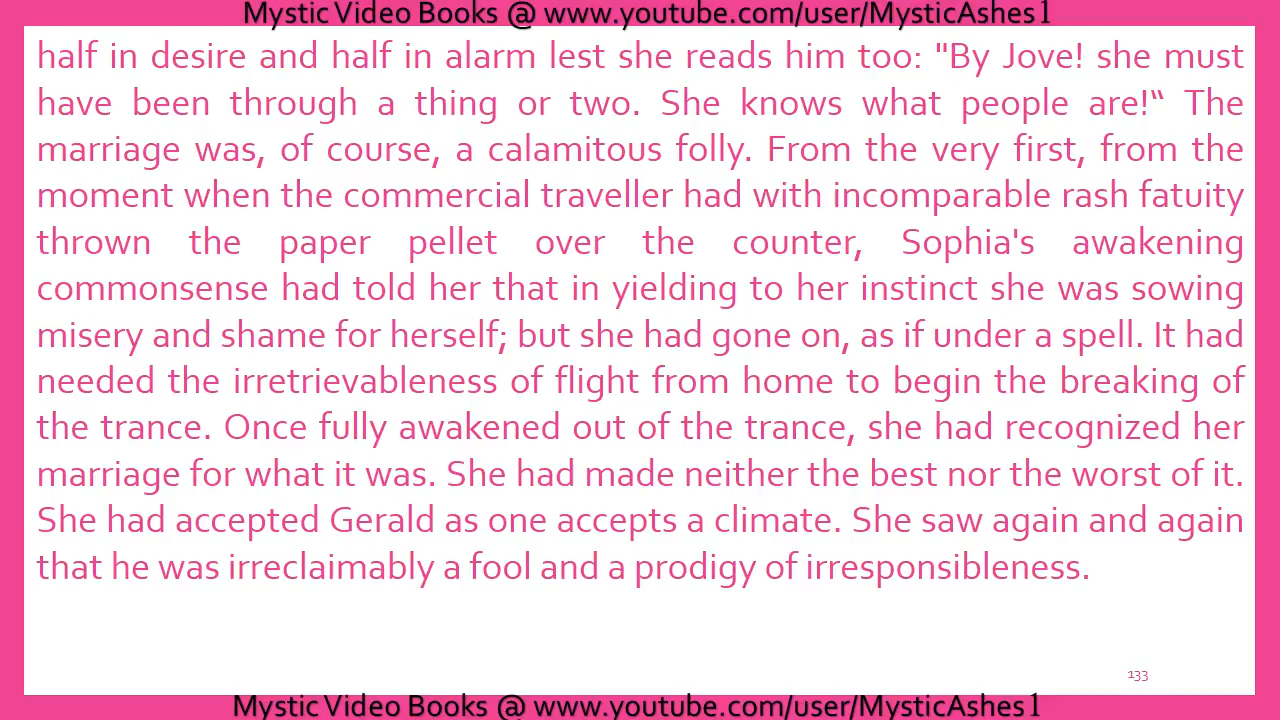 Mystic Video Books @ www.youtube.com/user/MysticAshes1
half in desire and half in alarm lest she reads him too: "By Jove! she must
have been through a thing or two. She knows what people are!“ The
marriage was, of course, a calamitous folly. From the very first, from the
moment when the commercial traveller had with incomparable rash fatuity
thrown the paper pellet over the counter, Sophia's awakening
commonsense had told her that in yielding to her instinct she was sowing
misery and shame for herself; but she had gone on, as if under a spell. It had
needed the irretrievableness of flight from home to begin the breaking of
the trance. Once fully awakened out of the trance, she had recognized her
marriage for what it was. She had made neither the best nor the worst of it.
She had accepted Gerald as one accepts a climate. She saw again and again
that he was irreclaimably a fool and a prodigy of irresponsibleness.
133
Mystic Video Books @ www.youtube.com/user/MysticAshes1